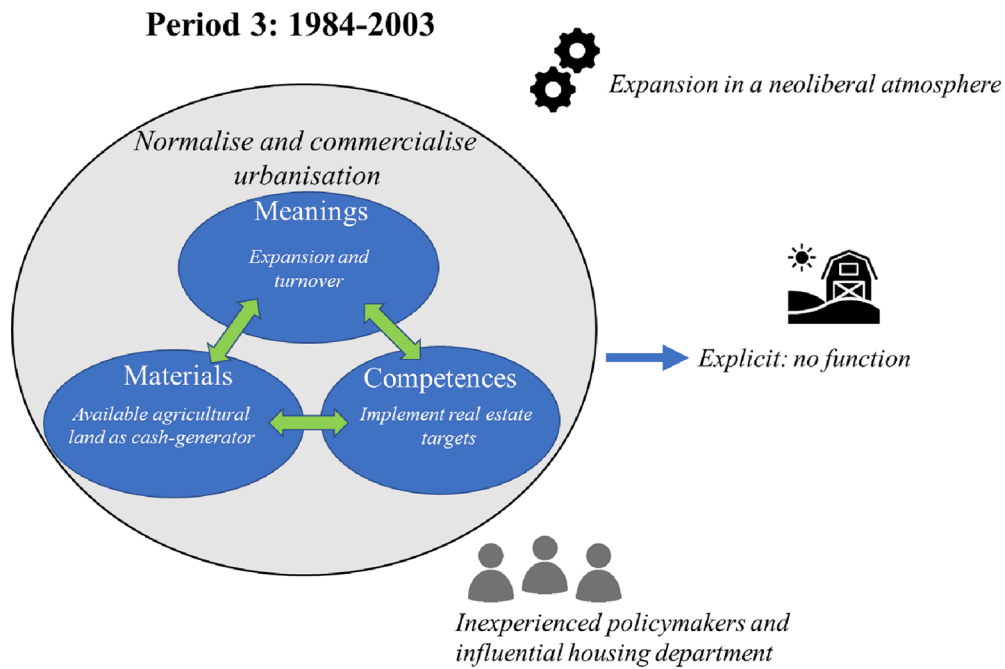 Period 3: 1984-2003
Expansion in a neoliberal atmosphere
Normalise and commercialise
urbanisation
Meanings
Expansion and
turnover
Materials
Available agricultural
land as cash-generator
Competences
Implement real estate
targets
Explicit: no function
Inexperienced policymakers and
influential housing department